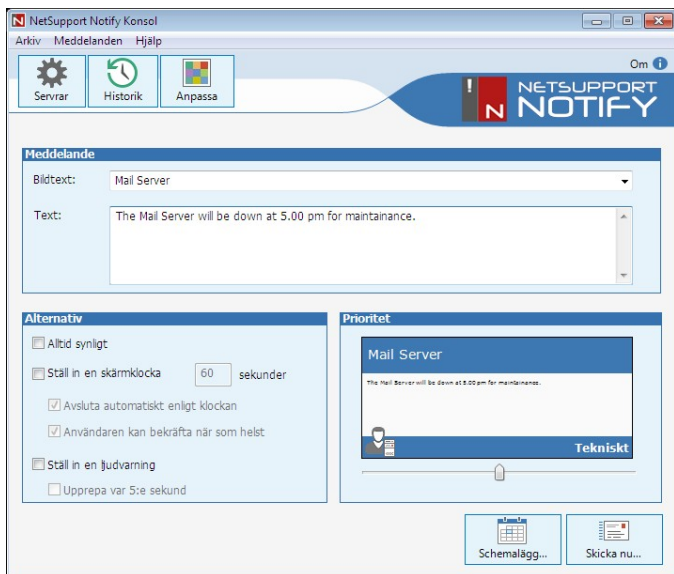 NetSupport Notify Konsol
Arkiv Meddelanden Hjälp
Servrar Historik Anpassa
Om
NETSUPPORT
NOTIFY
Meddelande
Bildtext: Mail Server
Text: The Mail Server will be down at 5.00 pm for maintainance.
Alternativ
Alltid synligt
Ställ in en skärmklocka 60 sekunder
Avsluta automatiskt enligt klockan
Användaren kan bekräfta när som helst
Ställ in en ljudvarning
Upprepa var 5:e sekund
Prioritet
Mail Server
The Mail Server will be down at 5.00 pm for maintainance.
Tekniskt
Schemalägg... Skicka nu...